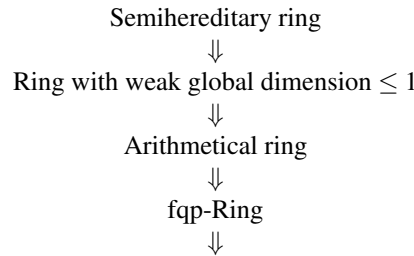 Semihereditary ring
⇓
Ring with weak global dimension ≤ 1
⇓
Arithmetical ring
⇓
fqp-Ring
⇓